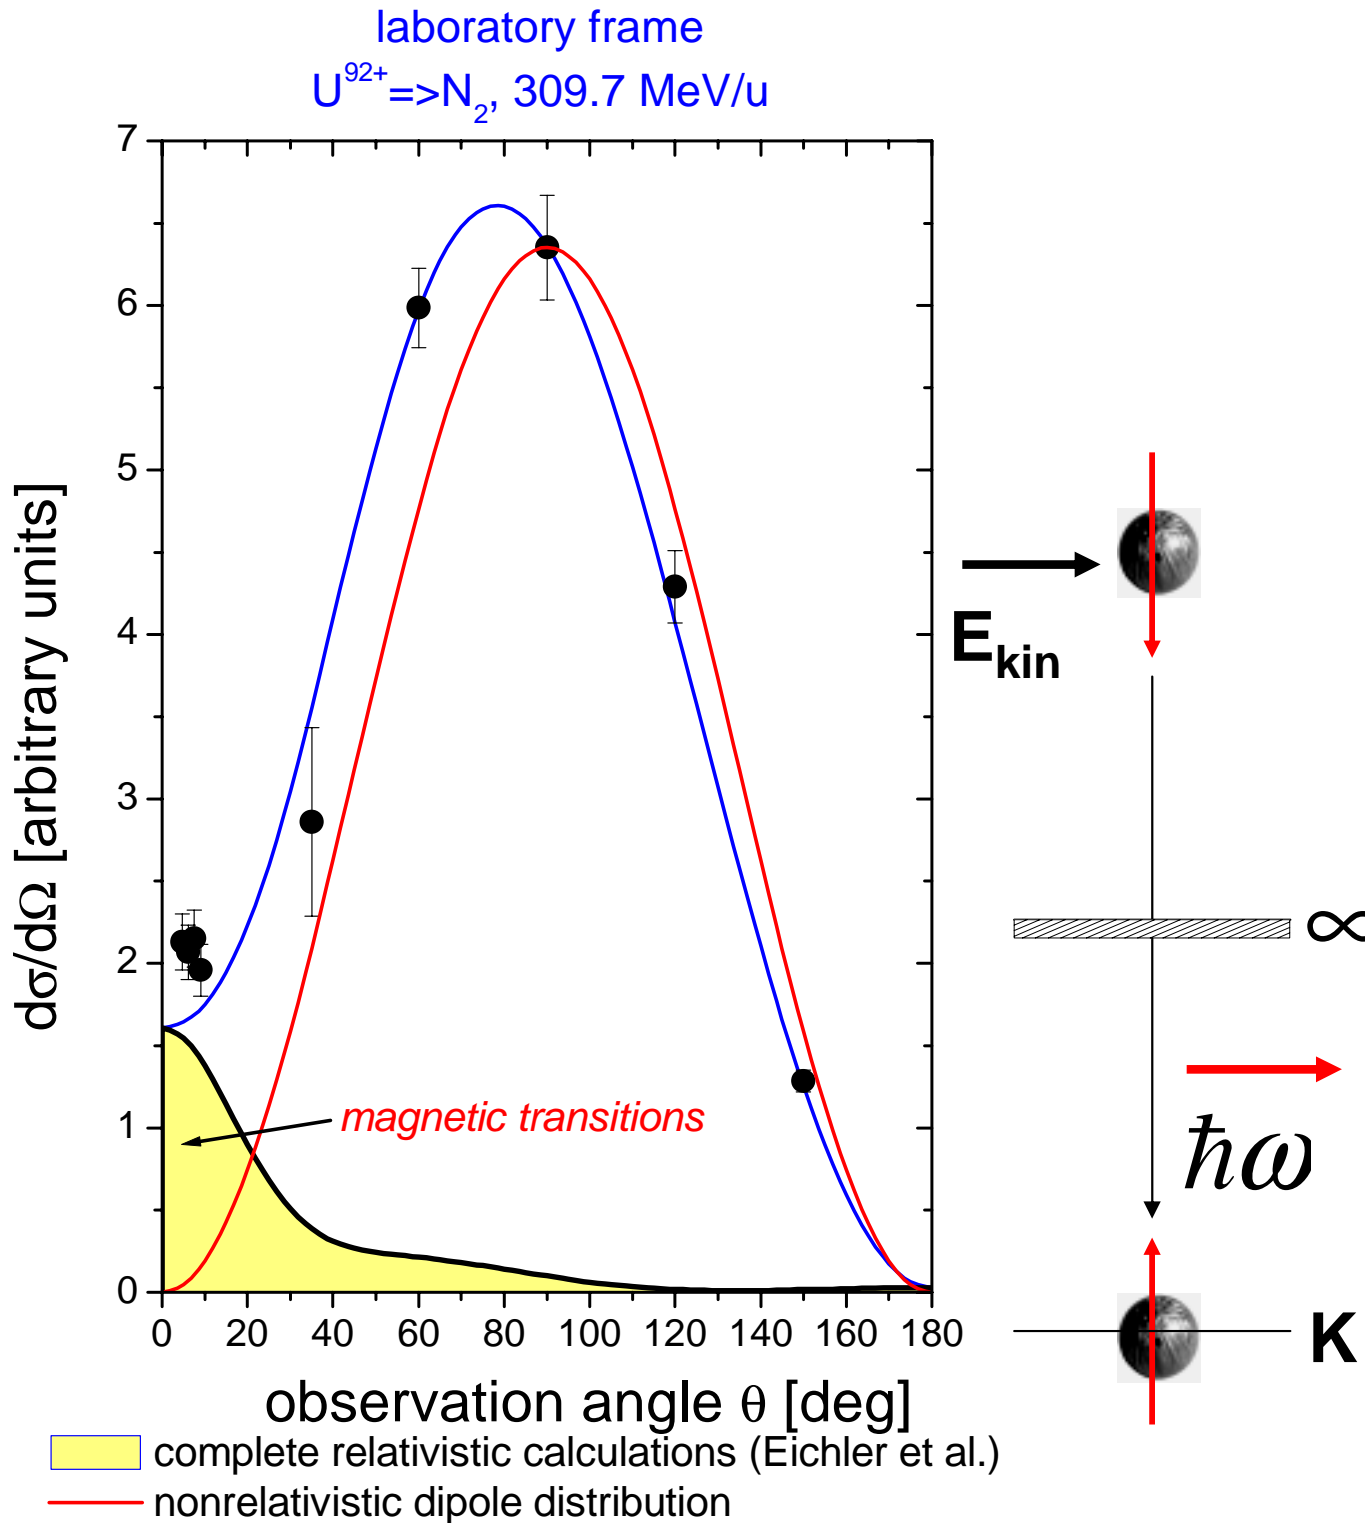 laboratory frame
U⁹²⁺=>N₂, 309.7 MeV/u
7
6
5
4
3
2
1
0
dσ/dΩ [arbitrary units]
magnetic transitions
0 20 40 60 80 100 120 140 160 180
observation angle θ [deg]
complete relativistic calculations (Eichler et al.)
nonrelativistic dipole distribution
E_kin
∞
ħω
K